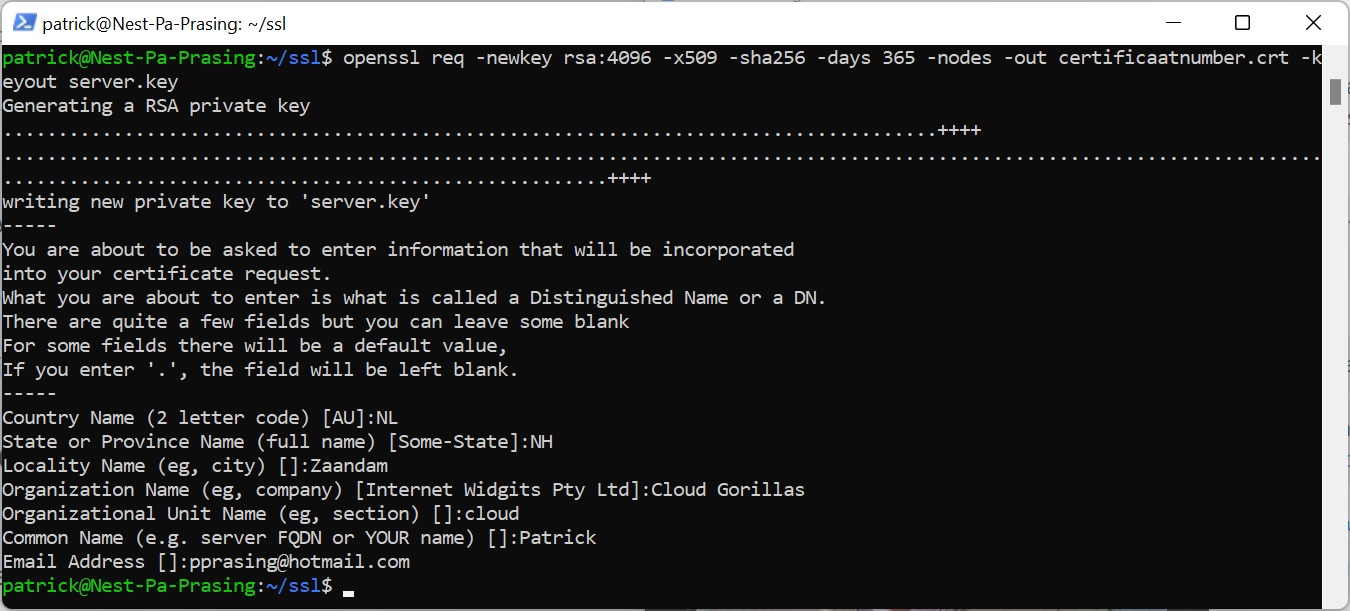 patrick@Nest-Pa-Prasing: ~/ssl
patrick@Nest-Pa-Prasing:~/ssl$ openssl req -newkey rsa:4096 -x509 -sha256 -days 365 -nodes -out certificaatnumber.crt -k
eyout server.key
Generating a RSA private key
.....................................................................................++++
........................................................................................................................
.......................................................++++
writing new private key to 'server.key'
-----
You are about to be asked to enter information that will be incorporated
into your certificate request.
What you are about to enter is what is called a Distinguished Name or a DN.
There are quite a few fields but you can leave some blank
For some fields there will be a default value,
If you enter '.', the field will be left blank.
-----
Country Name (2 letter code) [AU]:NL
State or Province Name (full name) [Some-State]:NH
Locality Name (eg, city) []:Zaandam
Organization Name (eg, company) [Internet Widgits Pty Ltd]:Cloud Gorillas
Organizational Unit Name (eg, section) []:cloud
Common Name (e.g. server FQDN or YOUR name) []:Patrick
Email Address []:pprasing@hotmail.com
patrick@Nest-Pa-Prasing:~/ssl$